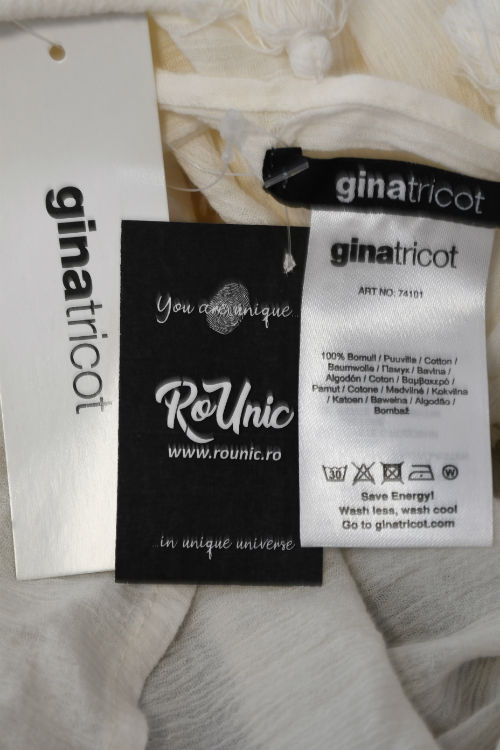 ginatricot
You are unique...
RoUnic
www.rounic.ro
...in unique universe
ginatricot
ginatricot
ART NO: 74101
100% Bomull / Puuvilla / Cotton /
Baumwolle / Памук / Bavlna /
Algodón / Coton / Βαμβακερό /
Pamut / Cotone / Medvilnė / Kokvilna
/ Katoen / Bawełna / Algodão /
Bombaž
30
W
Save Energy!
Wash less, wash cool
Go to ginatricot.com